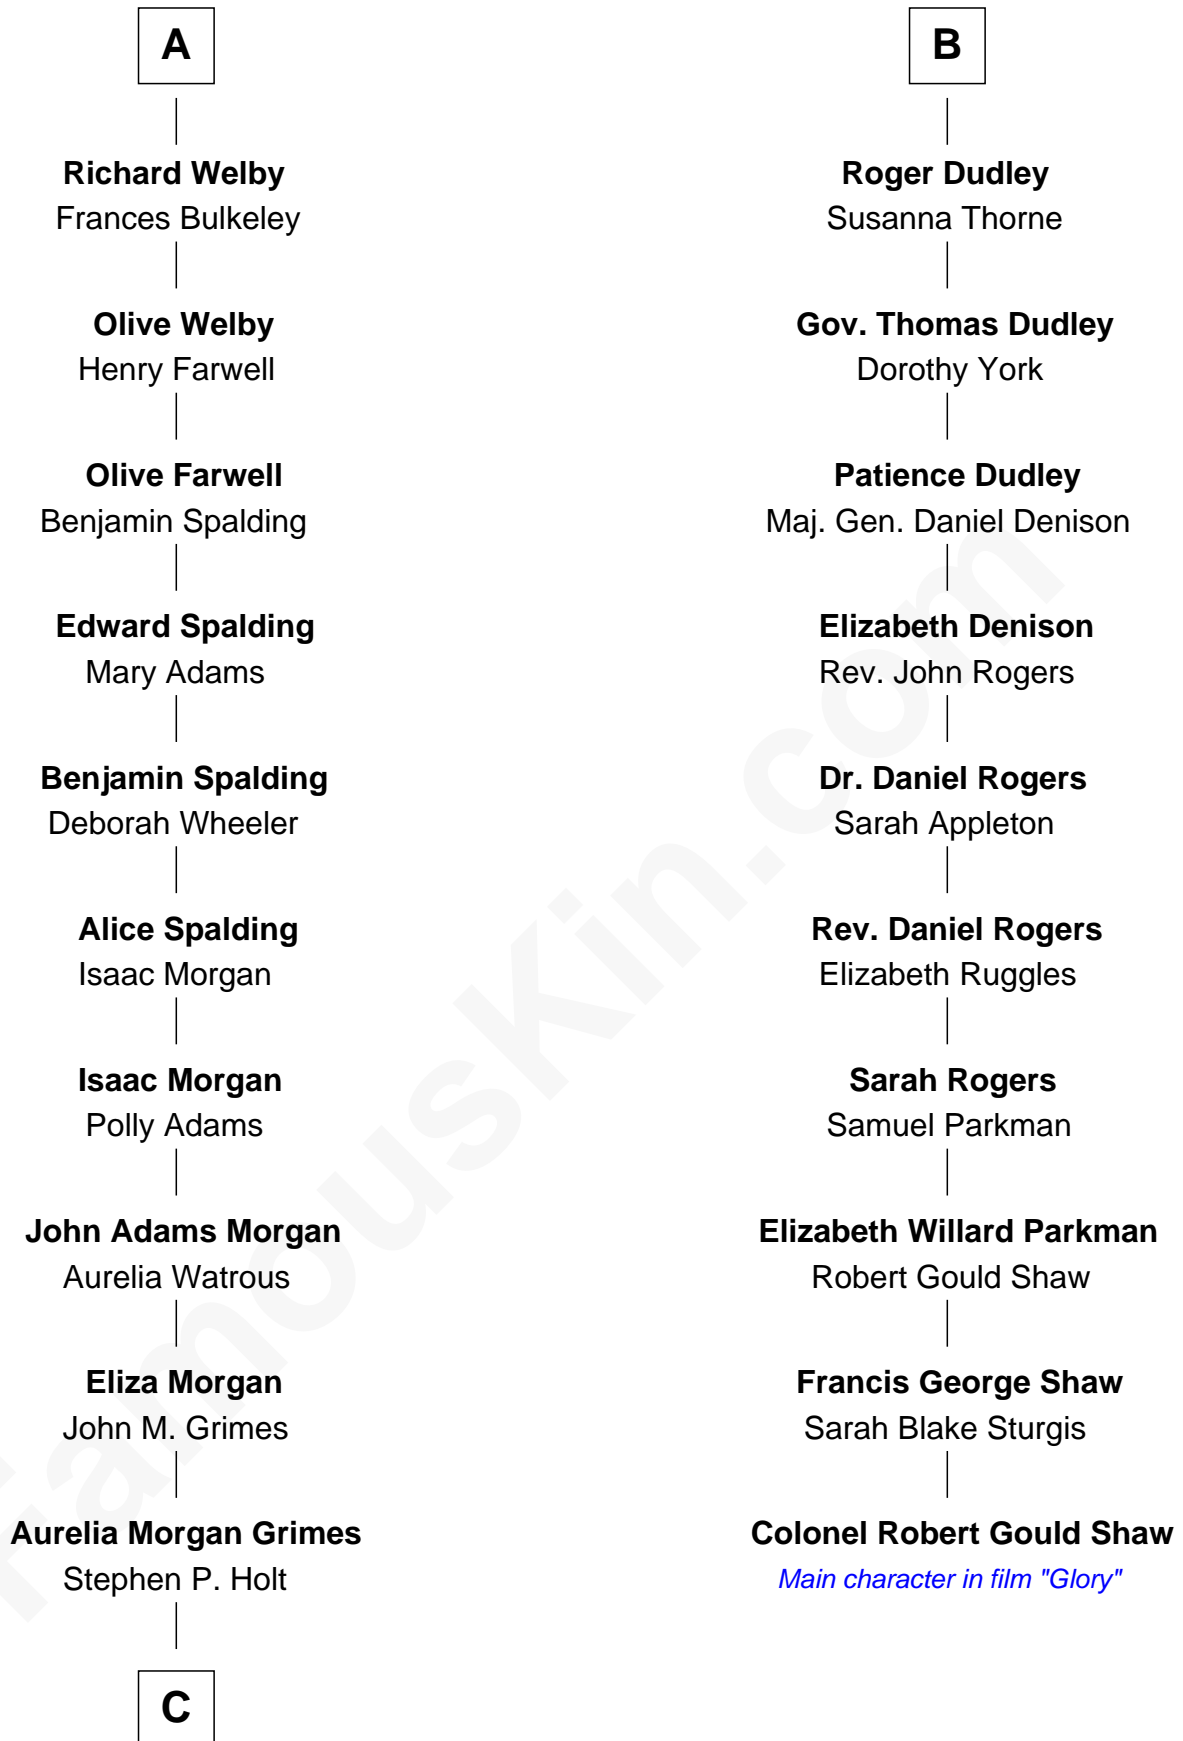 A
Richard Welby
Frances Bulkeley
Olive Welby
Henry Farwell
Olive Farwell
Benjamin Spalding
Edward Spalding
Mary Adams
Benjamin Spalding
Deborah Wheeler
Alice Spalding
Isaac Morgan
Isaac Morgan
Polly Adams
John Adams Morgan
Aurelia Watrous
Eliza Morgan
John M. Grimes
Aurelia Morgan Grimes
Stephen P. Holt
C
B
Roger Dudley
Susanna Thorne
Gov. Thomas Dudley
Dorothy York
Patience Dudley
Maj. Gen. Daniel Denison
Elizabeth Denison
Rev. John Rogers
Dr. Daniel Rogers
Sarah Appleton
Rev. Daniel Rogers
Elizabeth Ruggles
Sarah Rogers
Samuel Parkman
Elizabeth Willard Parkman
Robert Gould Shaw
Francis George Shaw
Sarah Blake Sturgis
Colonel Robert Gould Shaw
Main character in film "Glory"
FamousKin.com